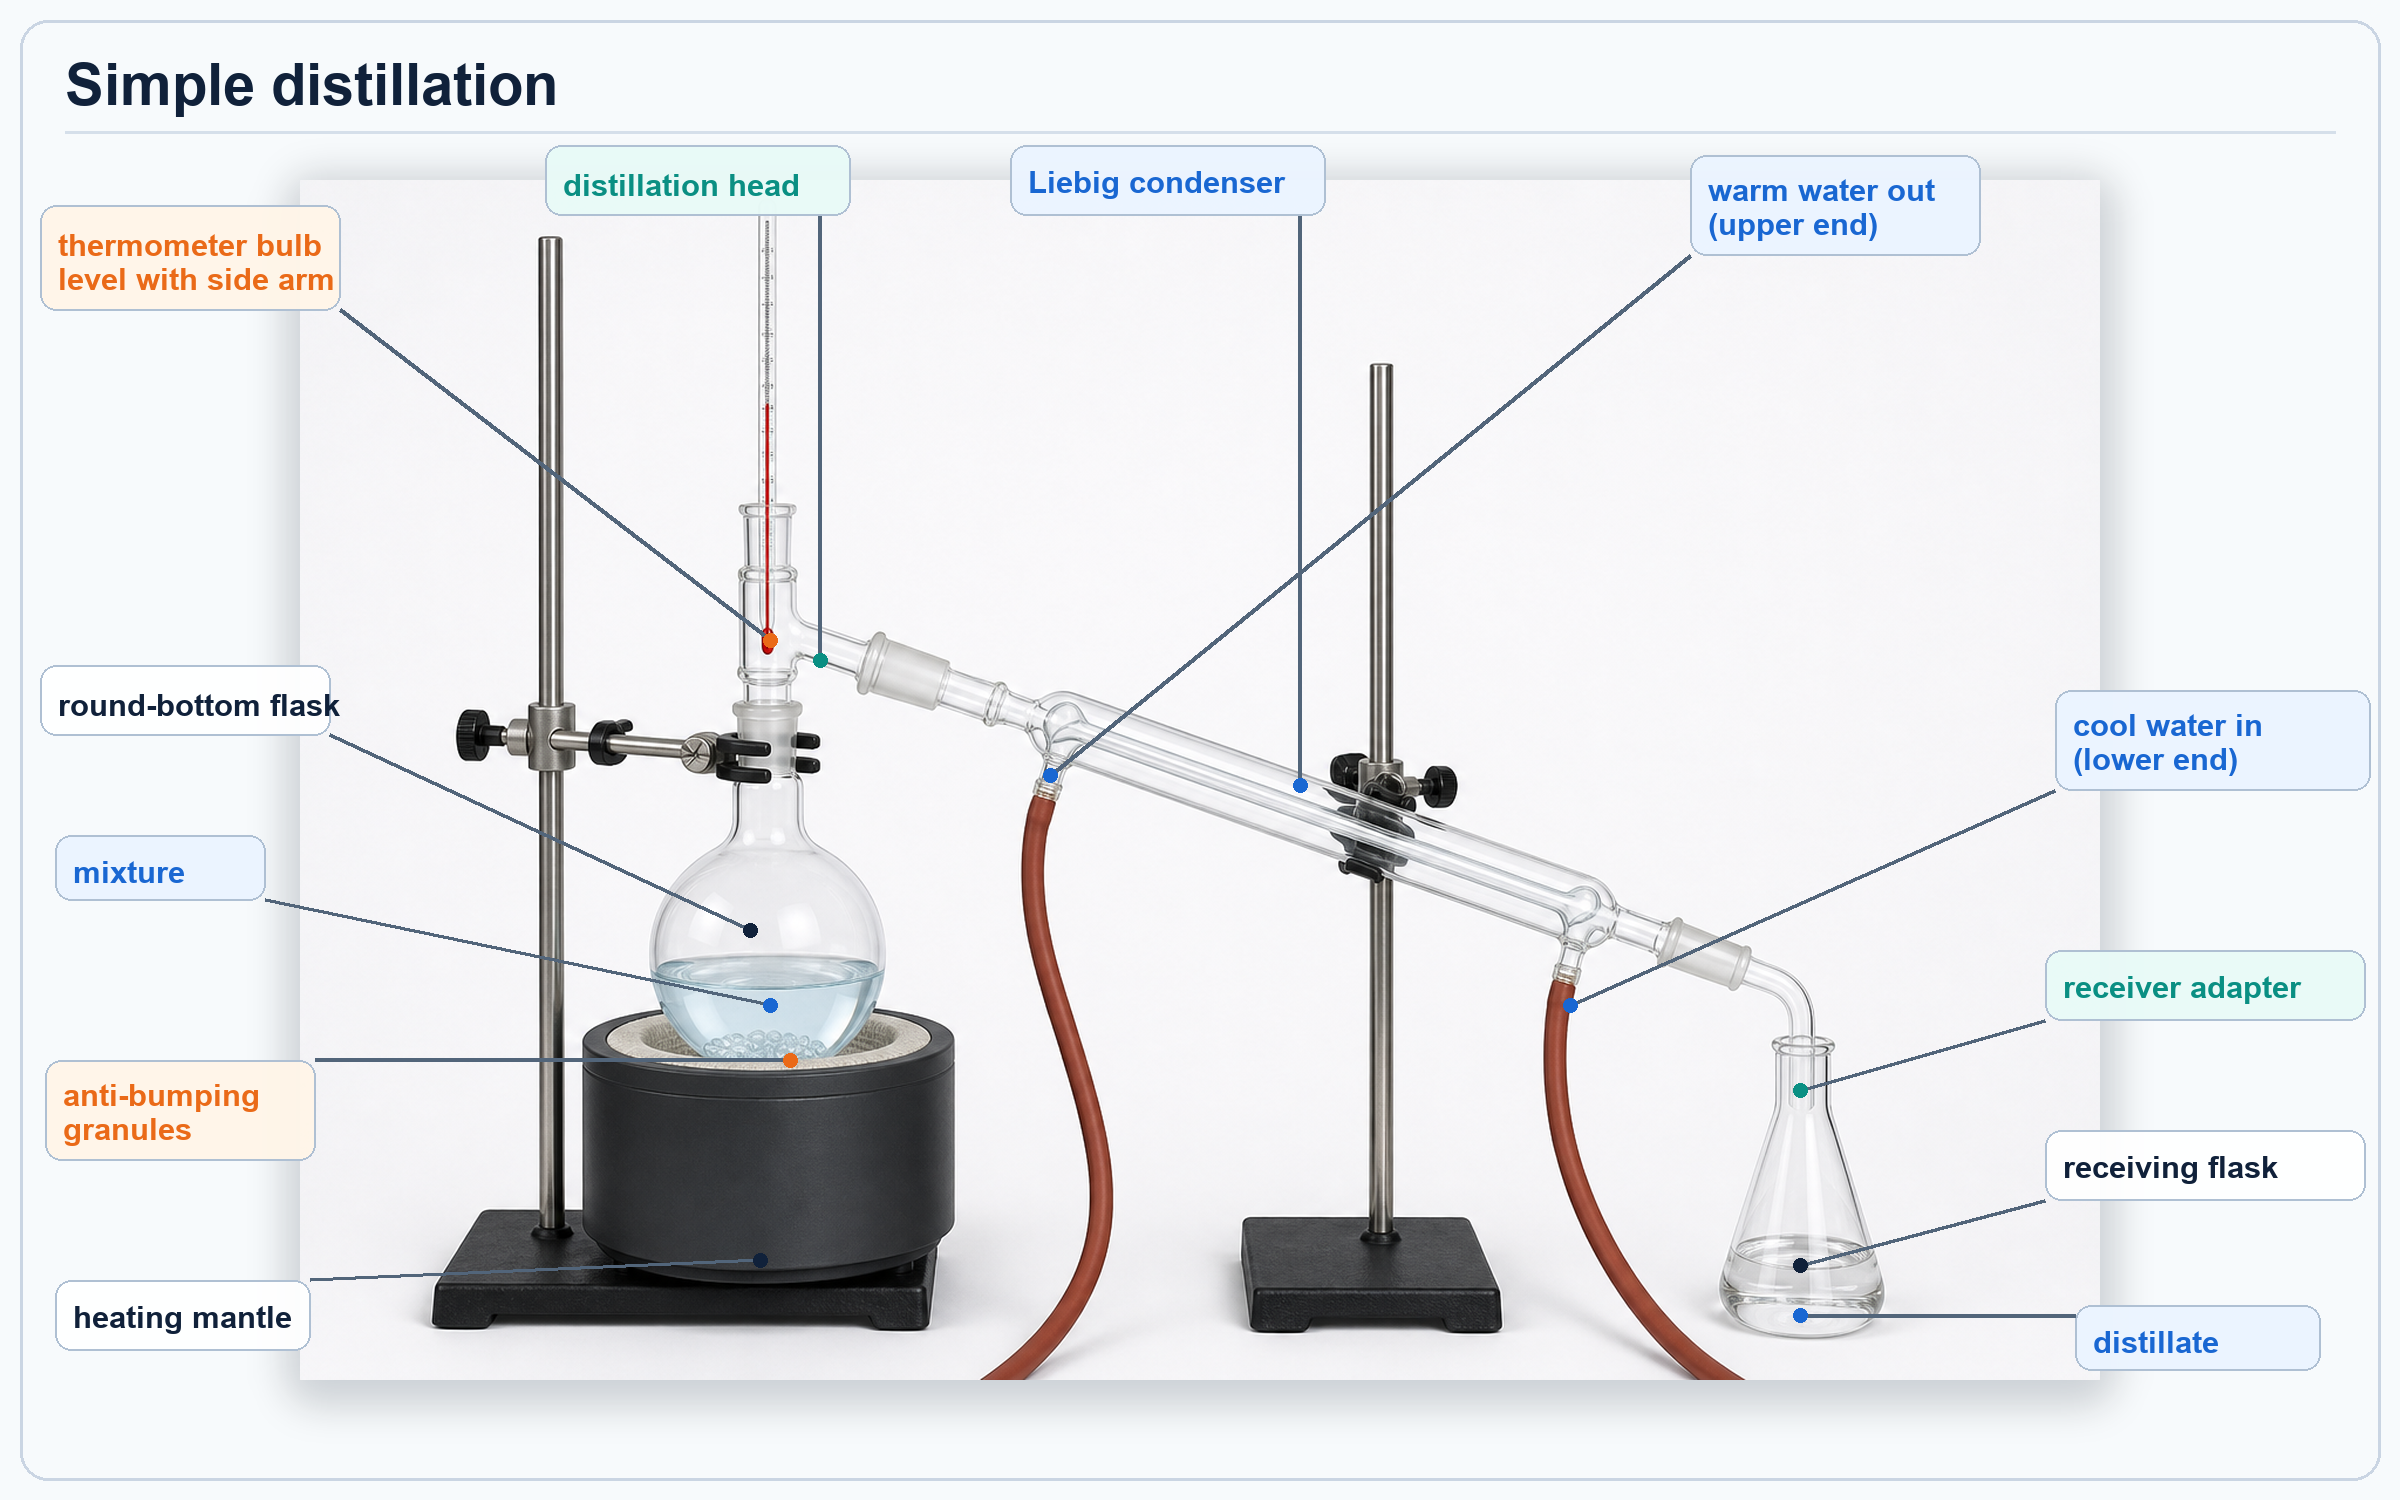 Simple distillation
distillation head
Liebig condenser
warm water out
(upper end)
thermometer bulb
level with side arm
round-bottom flask
cool water in
(lower end)
mixture
receiver adapter
anti-bumping
granules
receiving flask
heating mantle
distillate